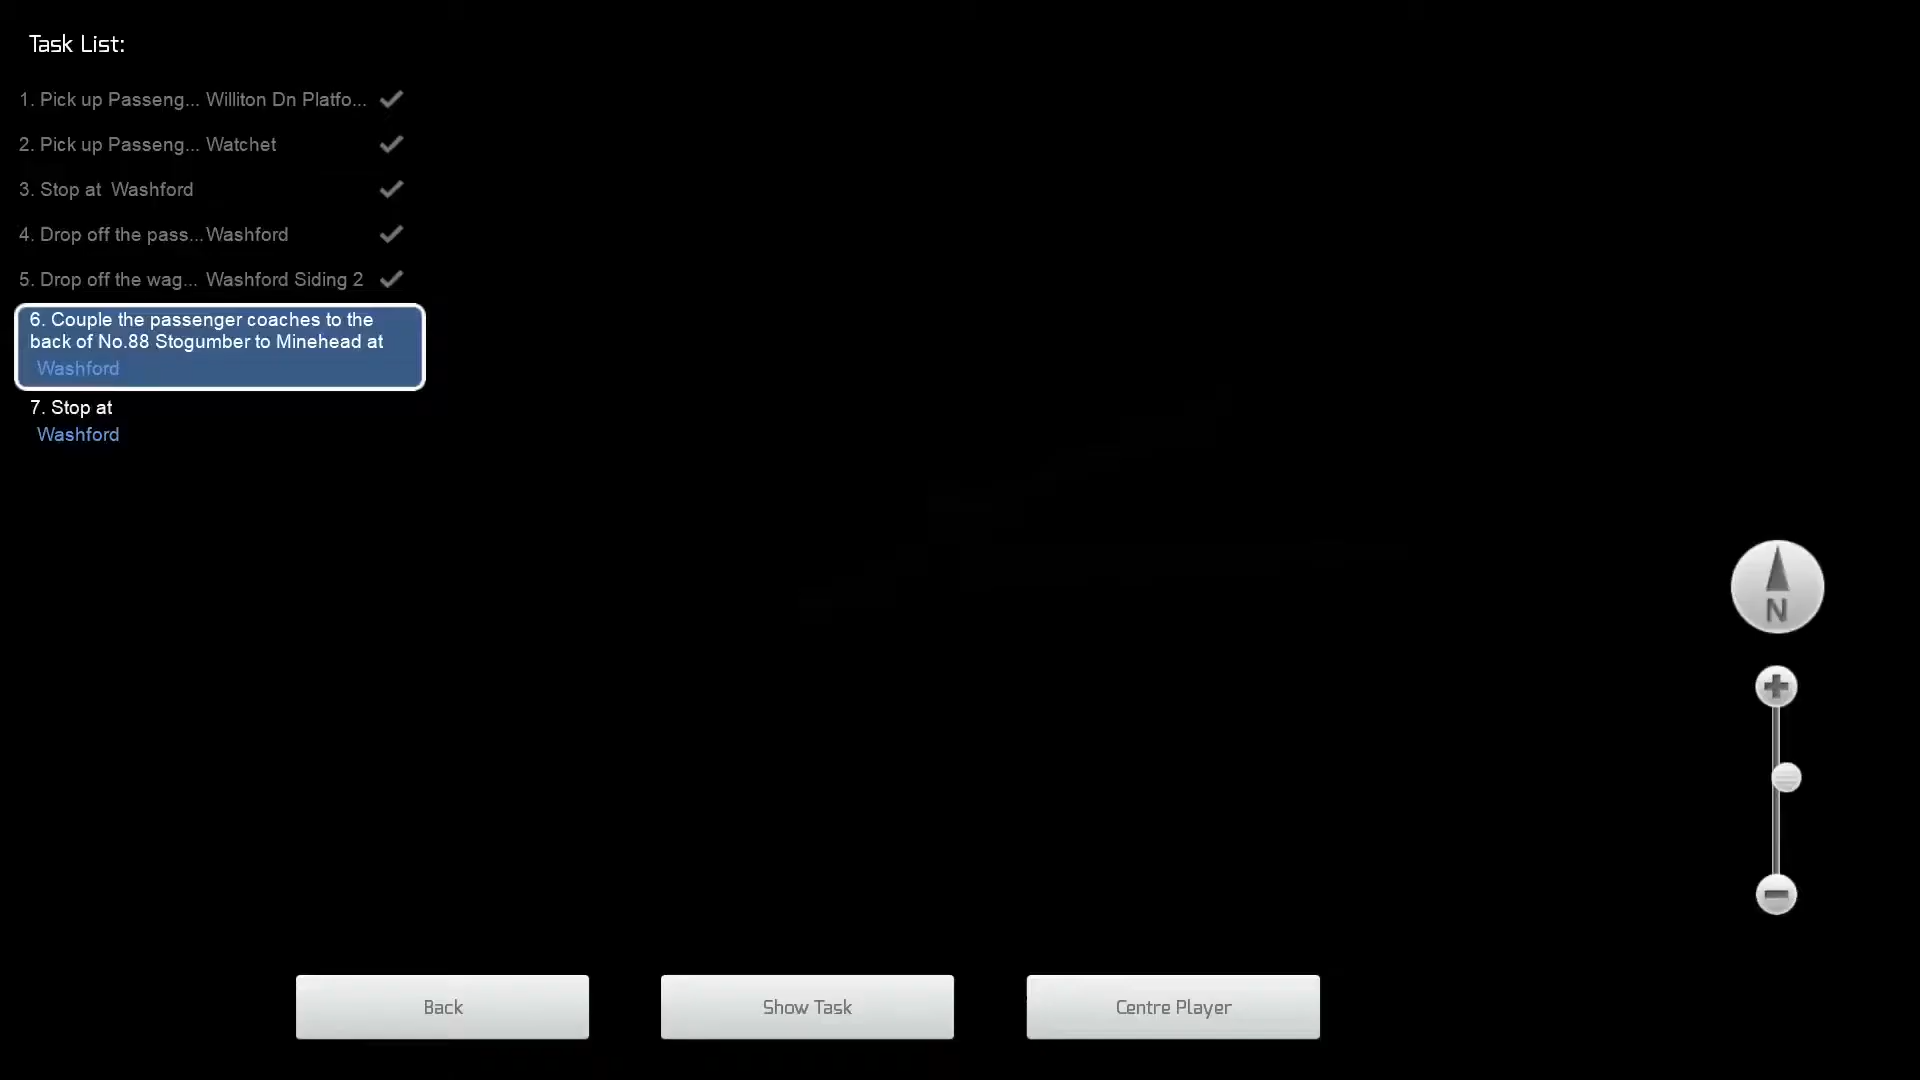 Task List:
1. Pick up Passeng... Williton Dn Platfo...
2. Pick up Passeng... Watchet
3. Stop at Washford
4. Drop off the pass... Washford
5. Drop off the wag... Washford Siding 2
6. Couple the passenger coaches to the
back of No.88 Stogumber to Minehead at
Washford
7. Stop at
Washford
N
Back
Show Task
Centre Player